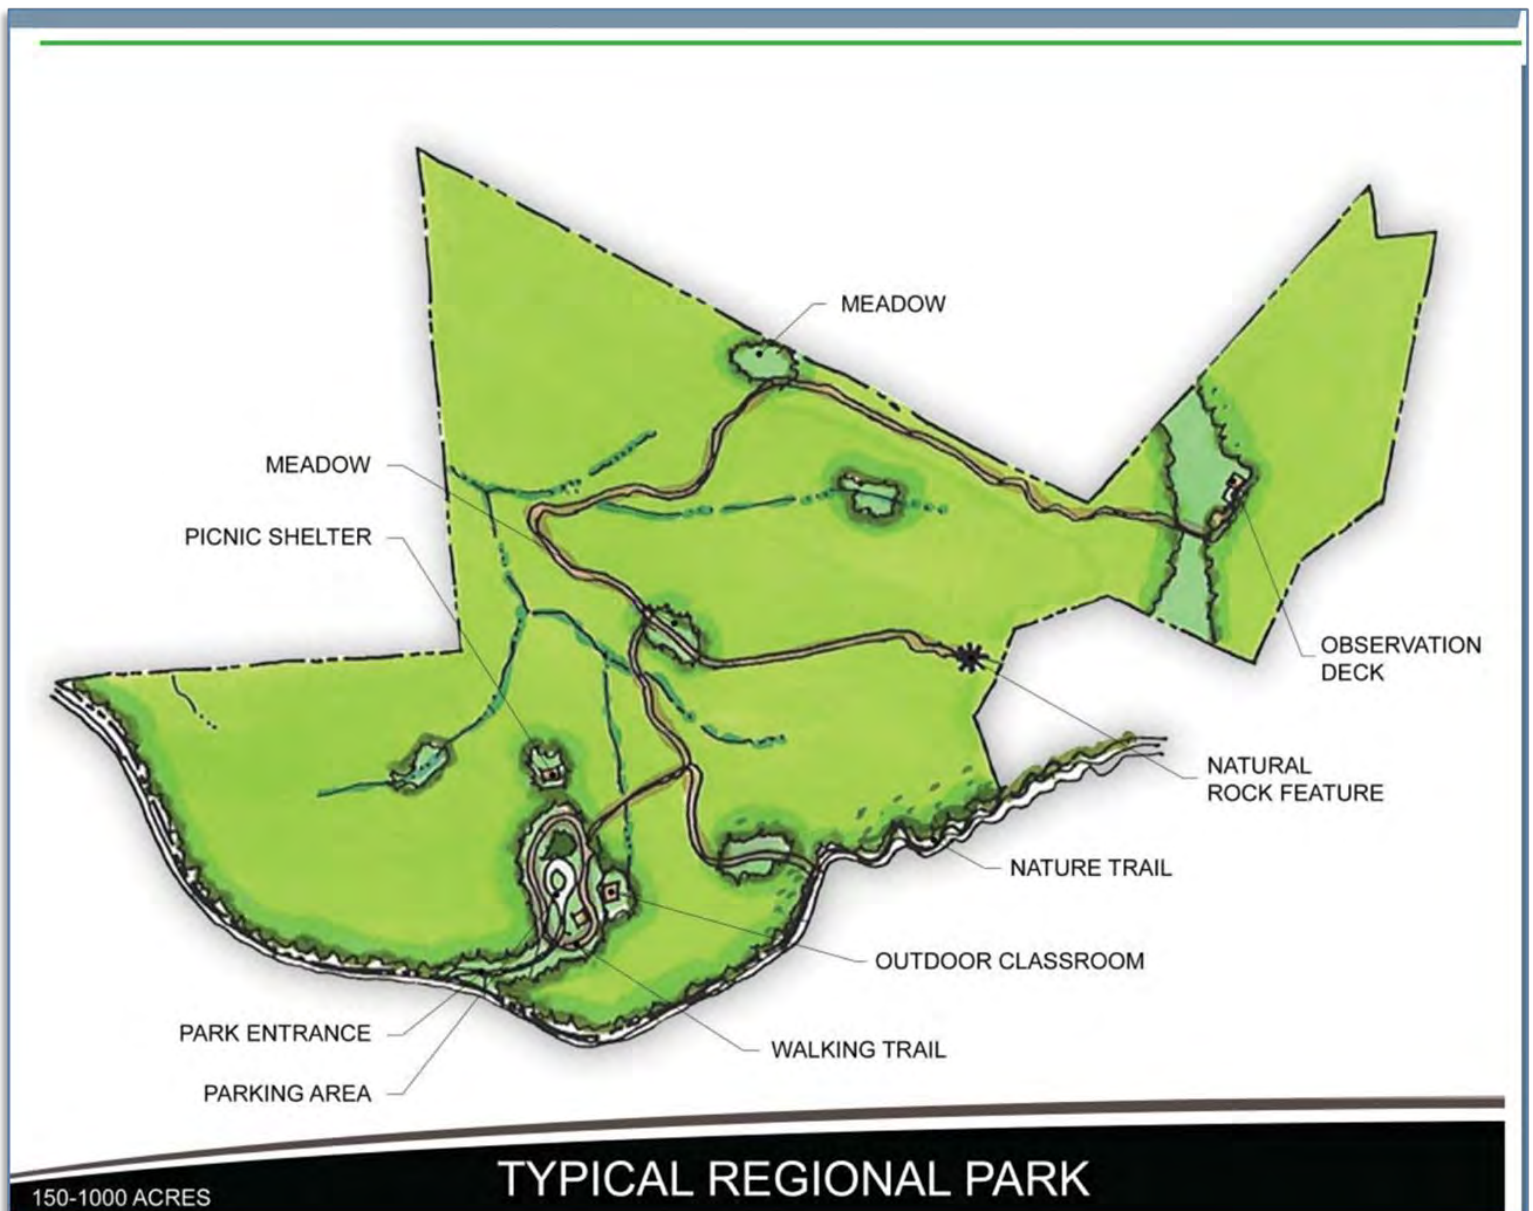 MEADOW
MEADOW
PICNIC SHELTER
OBSERVATION
DECK
NATURAL
ROCK FEATURE
NATURE TRAIL
OUTDOOR CLASSROOM
PARK ENTRANCE
WALKING TRAIL
PARKING AREA
TYPICAL REGIONAL PARK
150-1000 ACRES